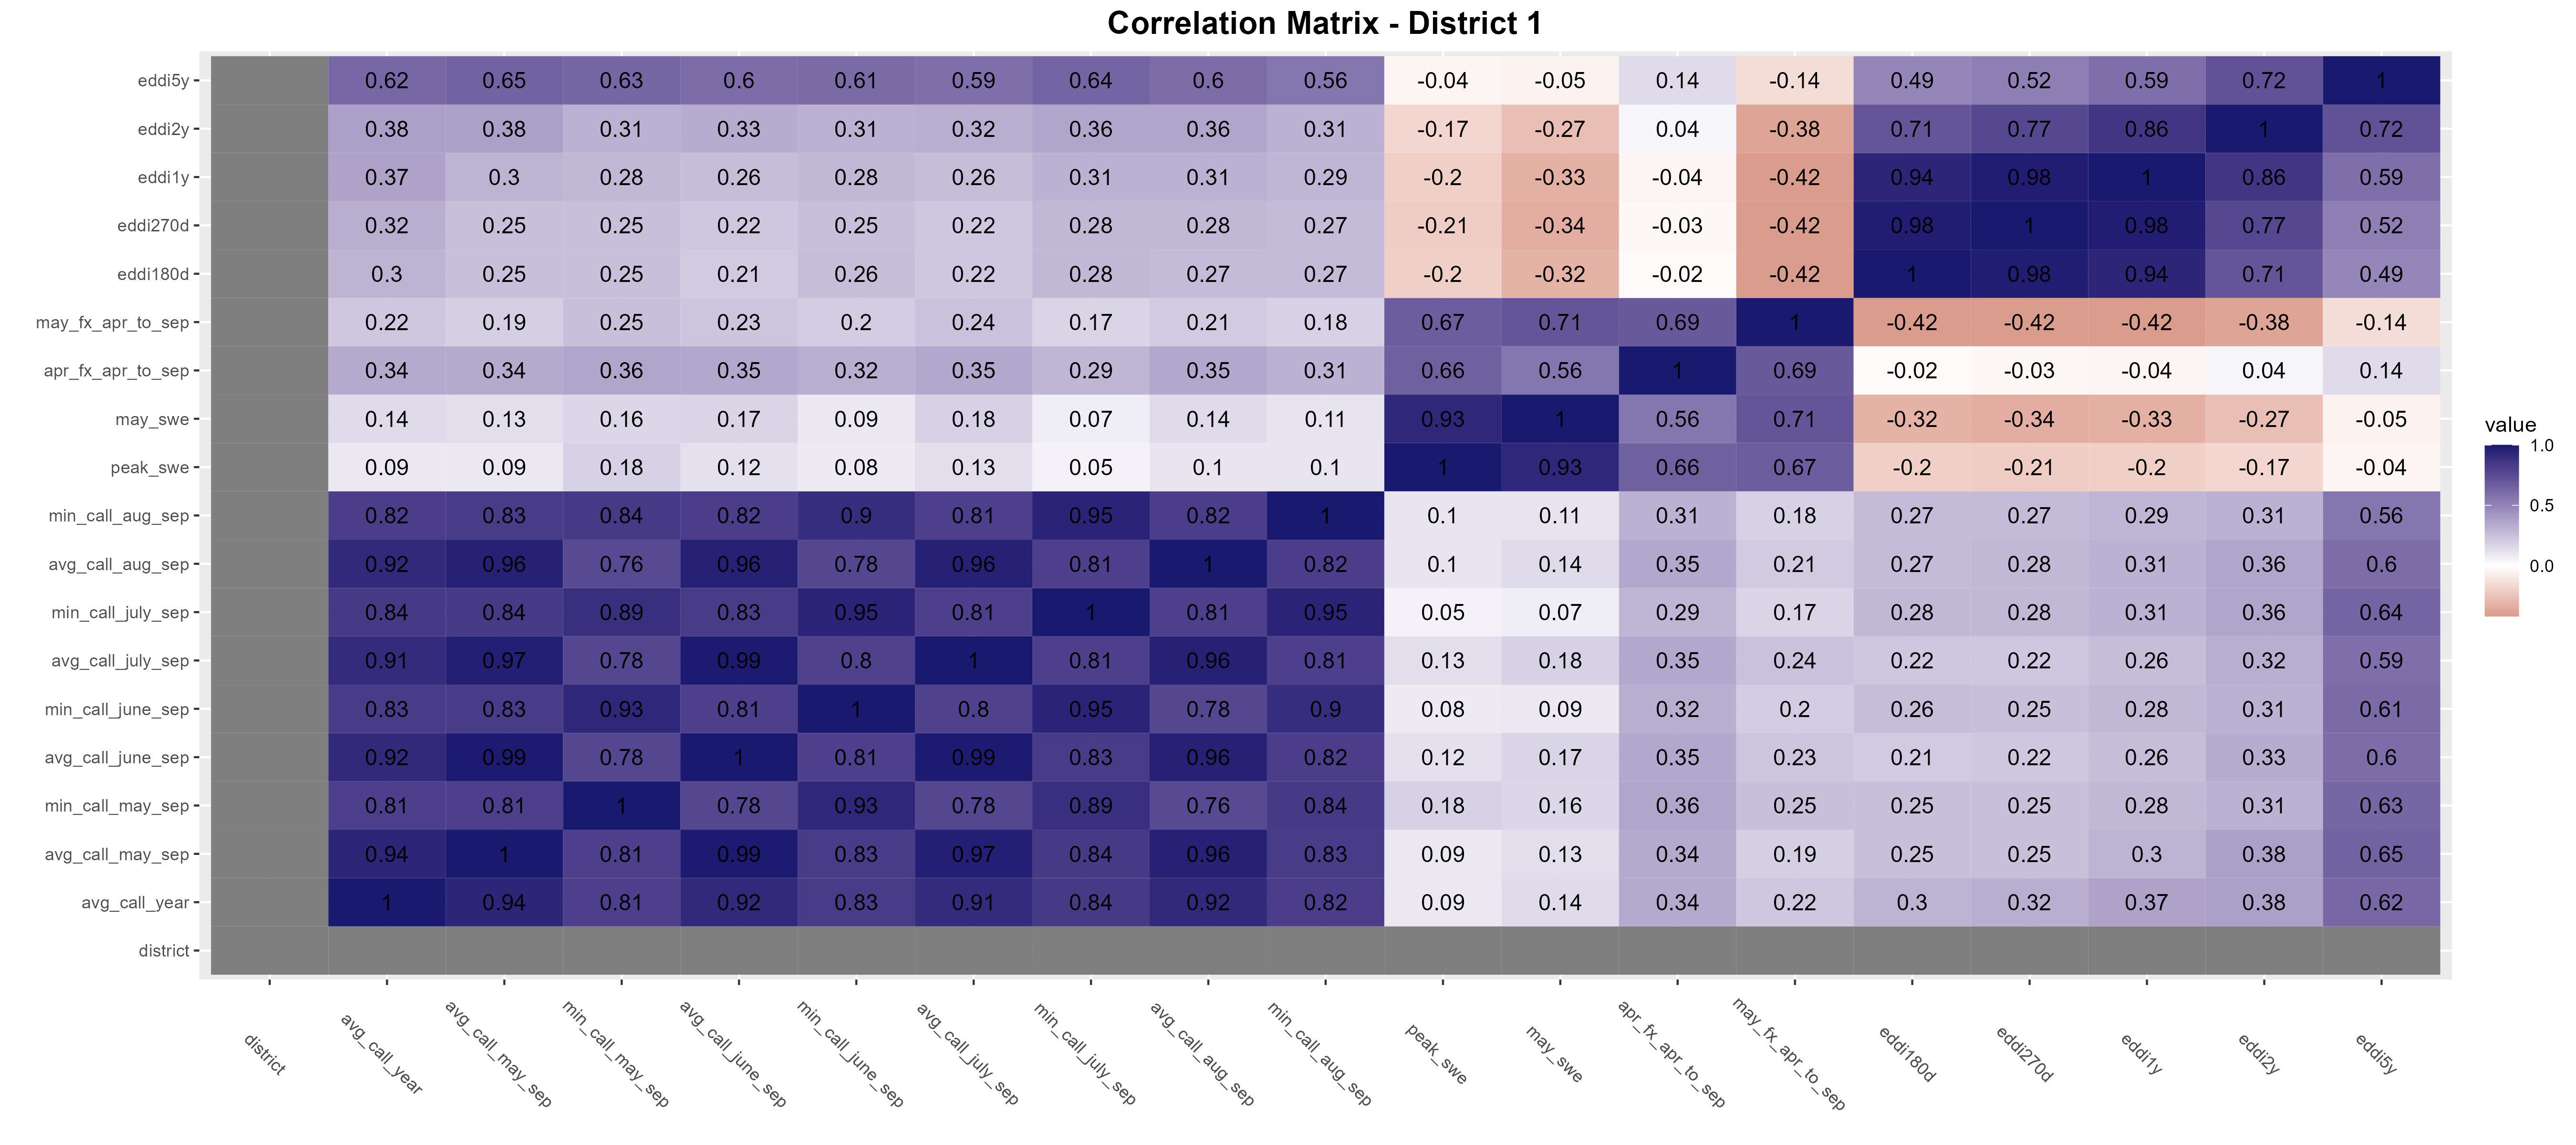 Correlation Matrix - District 1
eddi5y 0.62 0.65 0.63 0.6 0.61 0.59 0.64 0.6 0.56 -0.04 -0.05 0.14 -0.14 0.49 0.52 0.59 0.72 1
eddi2y 0.38 0.38 0.31 0.33 0.31 0.32 0.36 0.36 0.31 -0.17 -0.27 0.04 -0.38 0.71 0.77 0.86 1 0.72
eddi1y 0.37 0.3 0.28 0.26 0.28 0.26 0.31 0.31 0.29 -0.2 -0.33 -0.04 -0.42 0.94 0.98 1 0.86 0.59
eddi270d 0.32 0.25 0.25 0.22 0.25 0.22 0.28 0.28 0.27 -0.21 -0.34 -0.03 -0.42 0.98 1 0.98 0.77 0.52
eddi180d 0.3 0.25 0.25 0.21 0.26 0.22 0.28 0.27 0.27 -0.2 -0.32 -0.02 -0.42 1 0.98 0.94 0.71 0.49
may_fx_apr_to_sep 0.22 0.19 0.25 0.23 0.2 0.24 0.17 0.21 0.18 0.67 0.71 0.69 1 -0.42 -0.42 -0.42 -0.38 -0.14
apr_fx_apr_to_sep 0.34 0.34 0.36 0.35 0.32 0.35 0.29 0.35 0.31 0.66 0.56 1 0.69 -0.02 -0.03 -0.04 0.04 0.14
may_swe 0.14 0.13 0.16 0.17 0.09 0.18 0.07 0.14 0.11 0.93 1 0.56 0.71 -0.32 -0.34 -0.33 -0.27 -0.05
peak_swe 0.09 0.09 0.18 0.12 0.08 0.13 0.05 0.1 0.1 1 0.93 0.66 0.67 -0.2 -0.21 -0.2 -0.17 -0.04
min_call_aug_sep 0.82 0.83 0.84 0.82 0.9 0.81 0.95 0.82 1 0.1 0.11 0.31 0.18 0.27 0.27 0.29 0.31 0.56
avg_call_aug_sep 0.92 0.96 0.76 0.96 0.78 0.96 0.81 1 0.82 0.1 0.14 0.35 0.21 0.27 0.28 0.31 0.36 0.6
min_call_july_sep 0.84 0.84 0.89 0.83 0.95 0.81 1 0.81 0.95 0.05 0.07 0.29 0.17 0.28 0.28 0.31 0.36 0.64
avg_call_july_sep 0.91 0.97 0.78 0.99 0.8 1 0.81 0.96 0.81 0.13 0.18 0.35 0.24 0.22 0.22 0.26 0.32 0.59
min_call_june_sep 0.83 0.83 0.93 0.81 1 0.8 0.95 0.78 0.9 0.08 0.09 0.32 0.2 0.26 0.25 0.28 0.31 0.61
avg_call_june_sep 0.92 0.99 0.78 1 0.81 0.99 0.83 0.96 0.82 0.12 0.17 0.35 0.23 0.21 0.22 0.26 0.33 0.6
min_call_may_sep 0.81 0.81 1 0.78 0.93 0.78 0.89 0.76 0.84 0.18 0.16 0.36 0.25 0.25 0.25 0.28 0.31 0.63
avg_call_may_sep 0.94 1 0.81 0.99 0.83 0.97 0.84 0.96 0.83 0.09 0.13 0.34 0.19 0.25 0.25 0.3 0.38 0.65
avg_call_year 1 0.94 0.81 0.92 0.83 0.91 0.84 0.92 0.82 0.09 0.14 0.34 0.22 0.3 0.32 0.37 0.38 0.62
district
district avg_call_year avg_call_may_sep min_call_may_sep avg_call_june_sep min_call_june_sep avg_call_july_sep min_call_july_sep avg_call_aug_sep min_call_aug_sep peak_swe may_swe apr_fx_apr_to_sep may_fx_apr_to_sep eddi180d eddi270d eddi1y eddi2y eddi5y
value
1.0
0.5
0.0